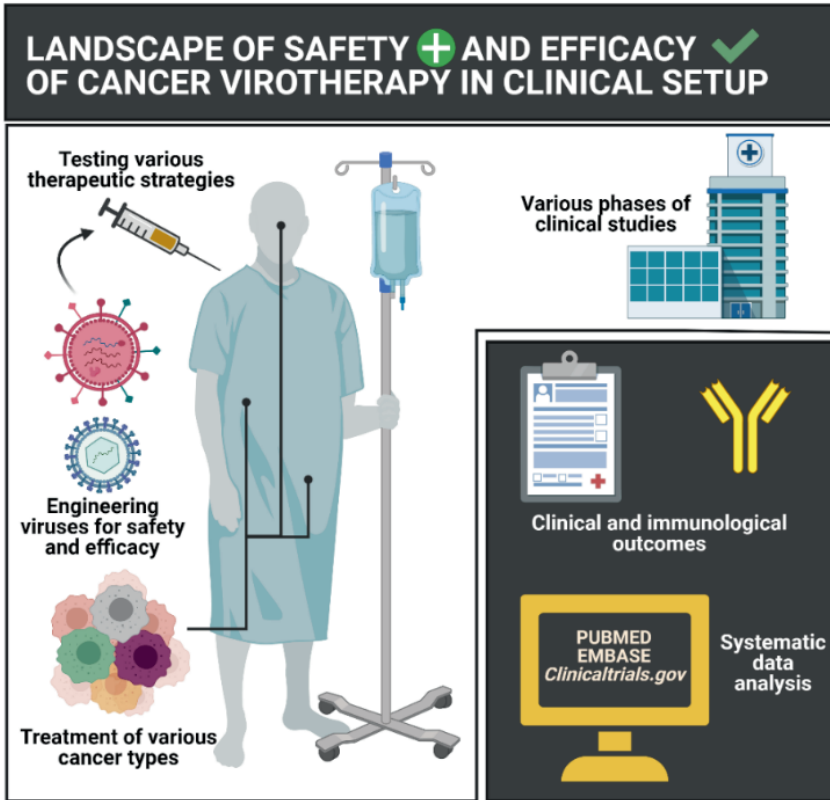 LANDSCAPE OF SAFETY AND EFFICACY
OF CANCER VIROTHERAPY IN CLINICAL SETUP
Testing various
therapeutic strategies
Engineering
viruses for safety
and efficacy
Treatment of various
cancer types
Various phases of
clinical studies
Clinical and immunological
outcomes
PUBMED
EMBASE
Clinicaltrials.gov
Systematic
data
analysis